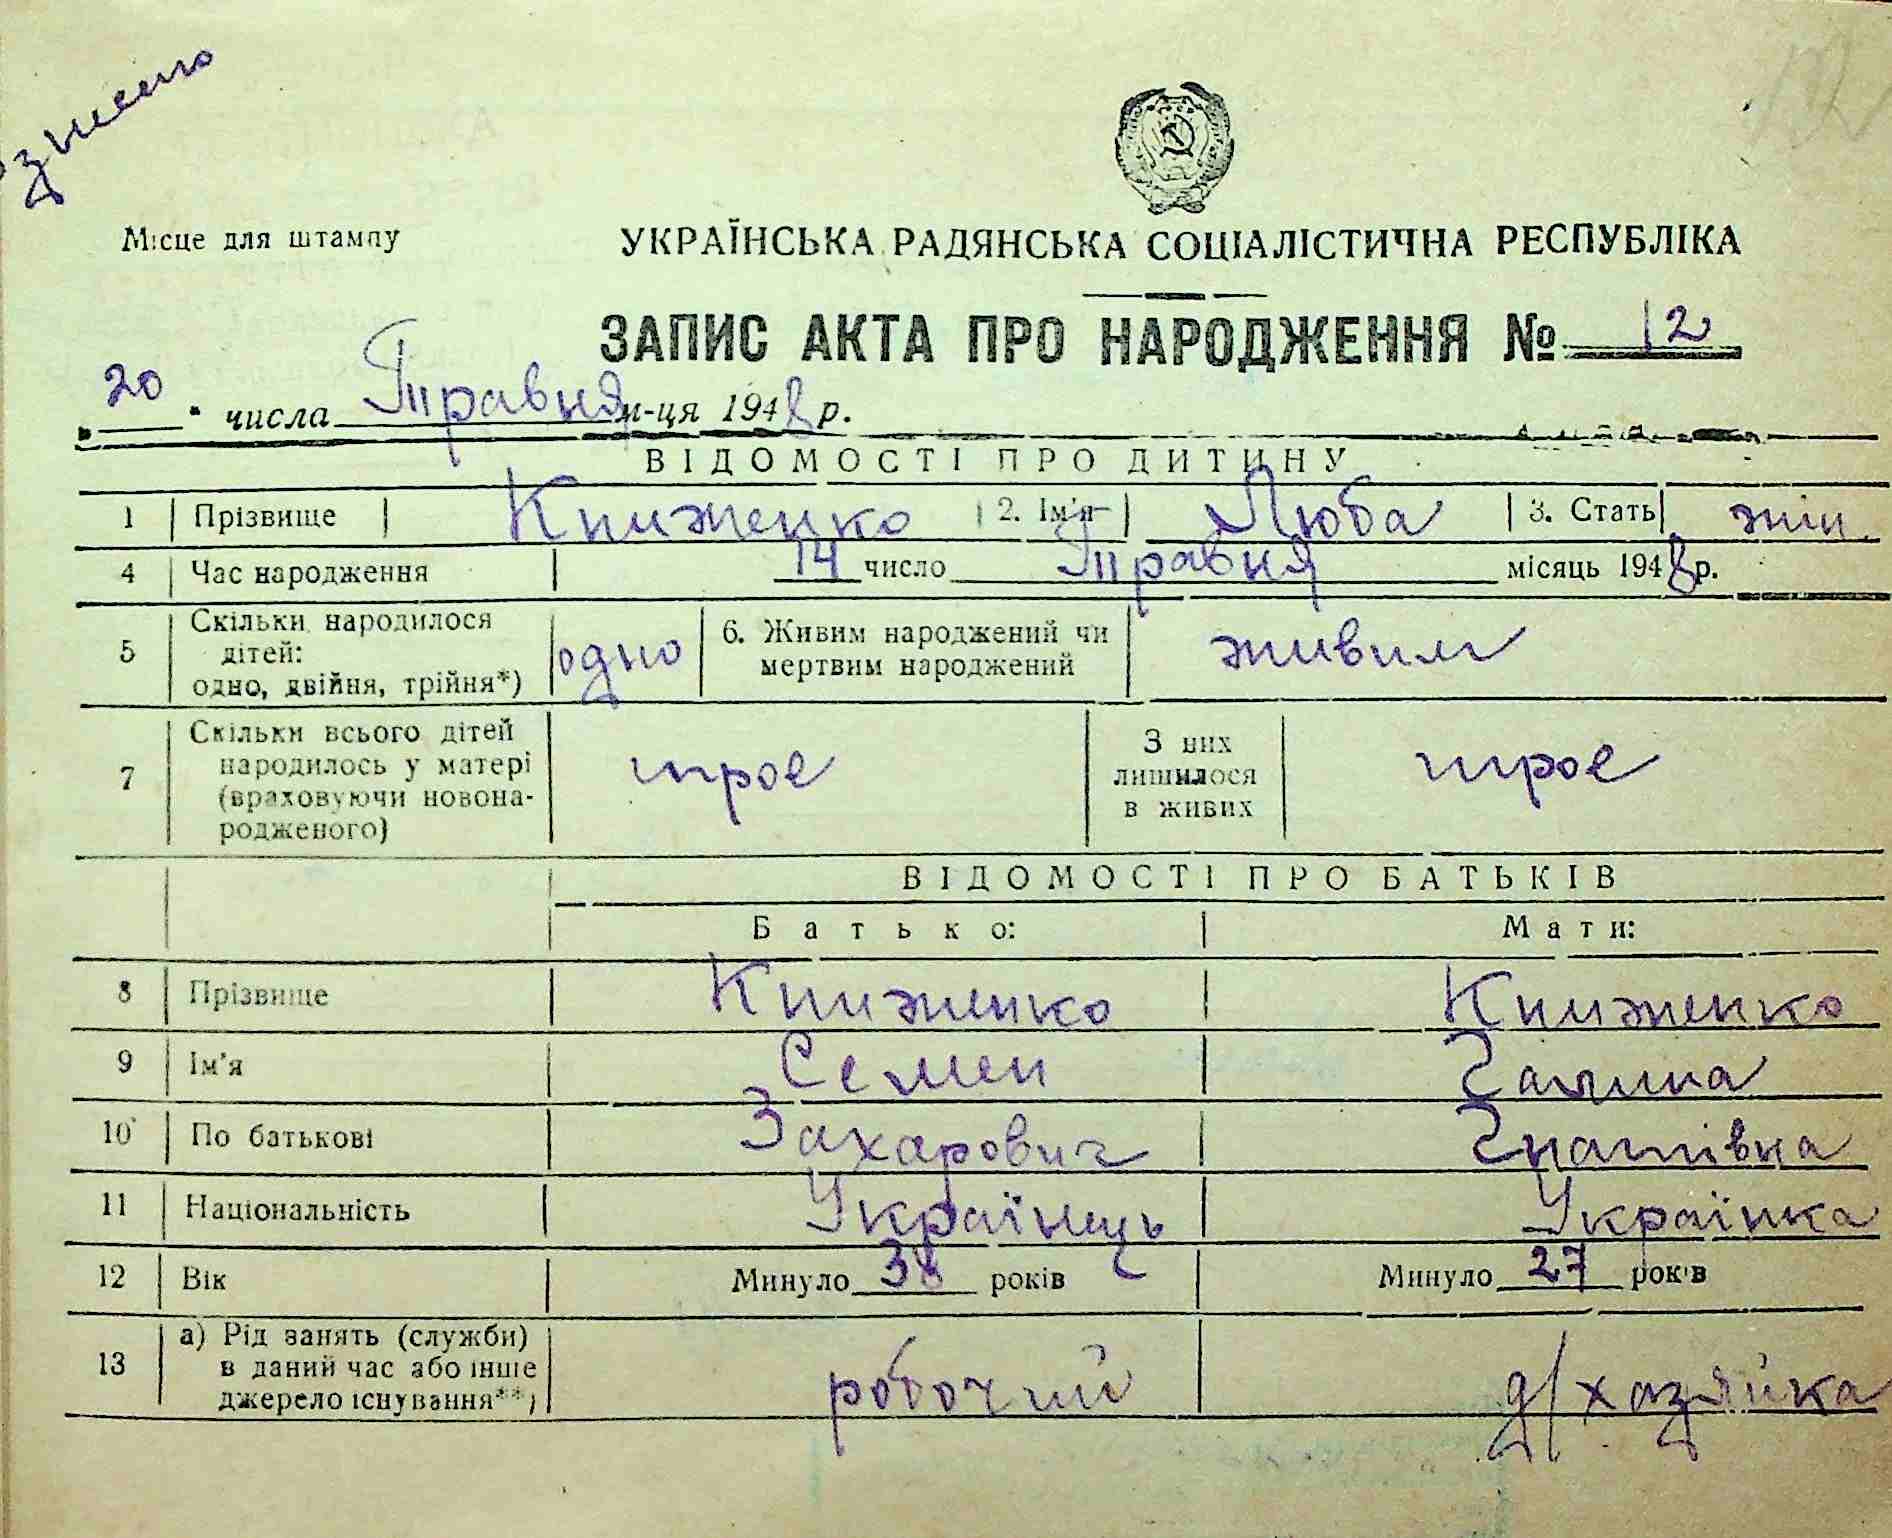 Місце для штампу
УКРАЇНСЬКА РАДЯНСЬКА СОЦІАЛІСТИЧНА РЕСПУБЛІКА
ЗАПИС АКТА ПРО НАРОДЖЕННЯ № 12
20 числа Травня м-ця 1948 р.
ВІДОМОСТІ ПРО ДИТИНУ
1 Прізвище Книженко 2. Ім'я Люба 3. Стать жін.
4 Час народження 14 число Травня місяць 1948 р.
5 Скільки народилося дітей: одно, двійня, трійня*) одно 6. Живим народжений чи мертвим народжений живим
7 Скільки всього дітей народилось у матері (враховуючи новонародженого) троє З них лишилося в живих троє
ВІДОМОСТІ ПРО БАТЬКІВ
Батько: Мати:
8 Прізвище Книженко Книженко
9 Ім'я Семен Галина
10 По батькові Захарович Гнатівна
11 Національність Українець Українка
12 Вік Минуло 38 років Минуло 27 років
13 а) Рід занять (служби) в даний час або інше джерело існування**) робочий д/хазяйка